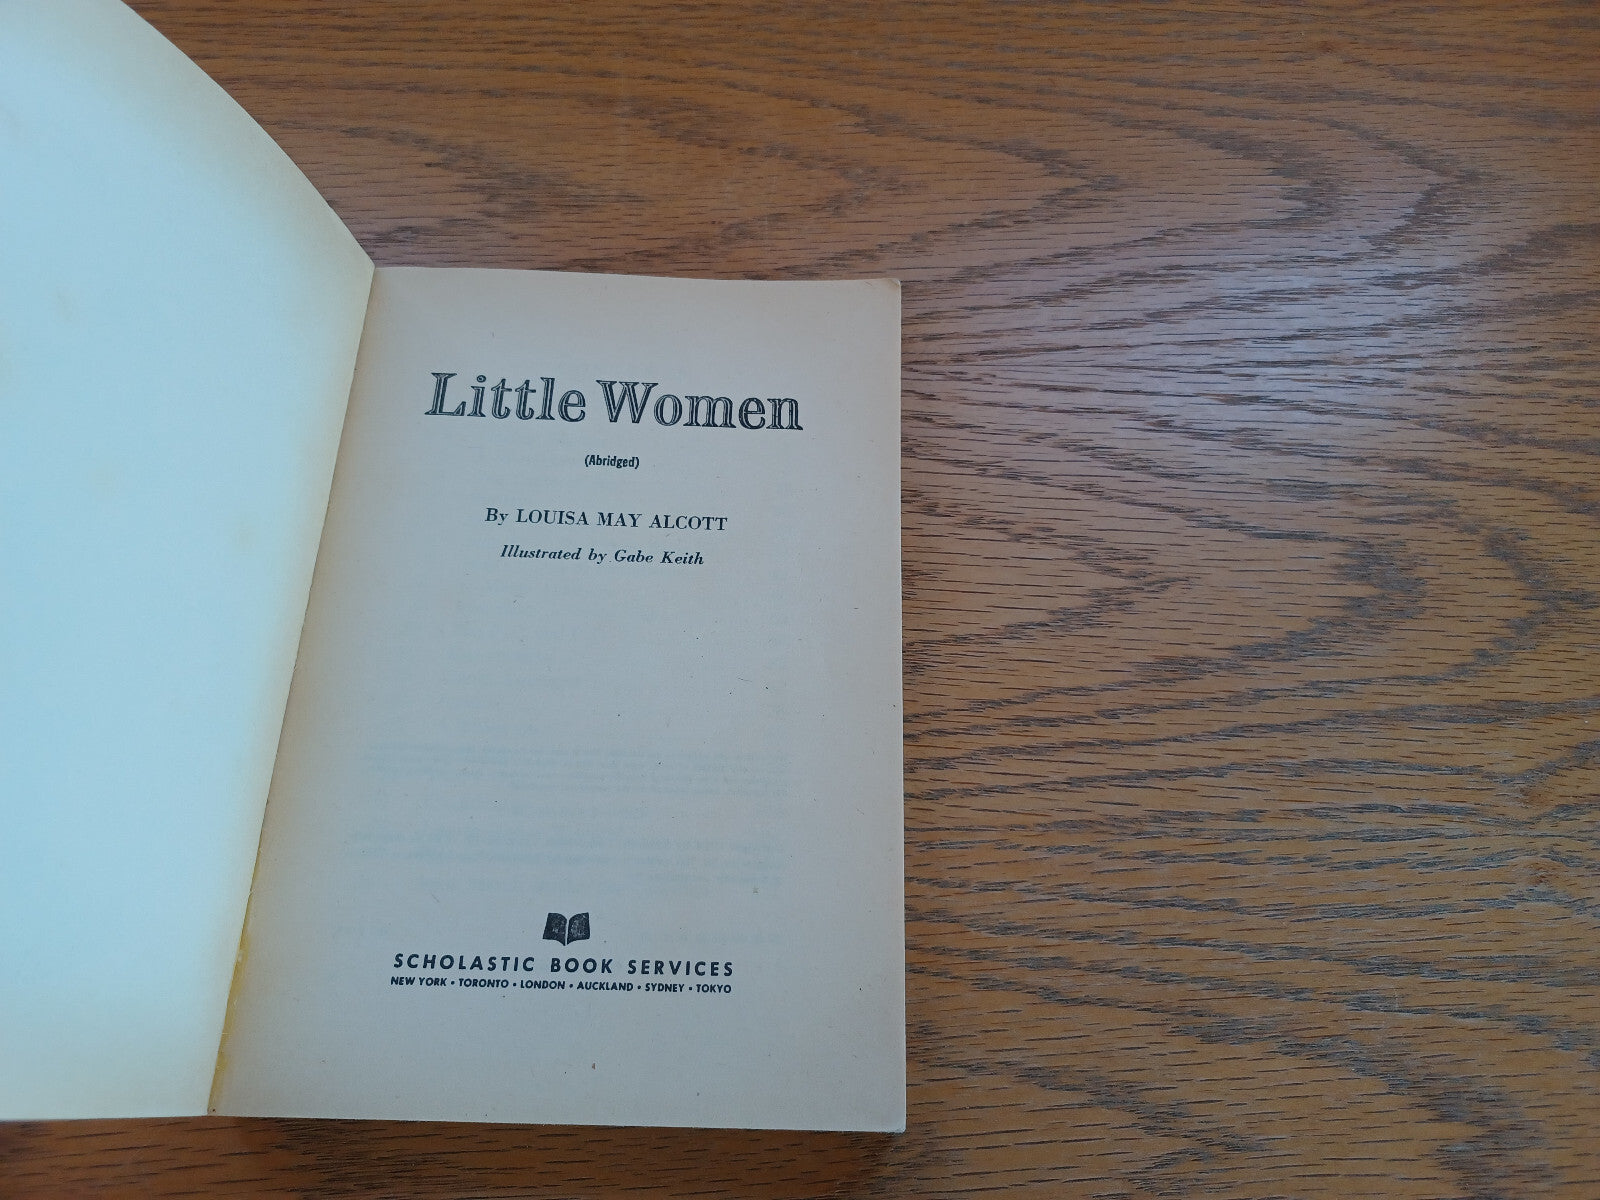 Little Women
(Abridged)
By LOUISA MAY ALCOTT
Illustrated by Gabe Keith
SCHOLASTIC BOOK SERVICES
NEW YORK • TORONTO • LONDON • AUCKLAND • SYDNEY • TOKYO